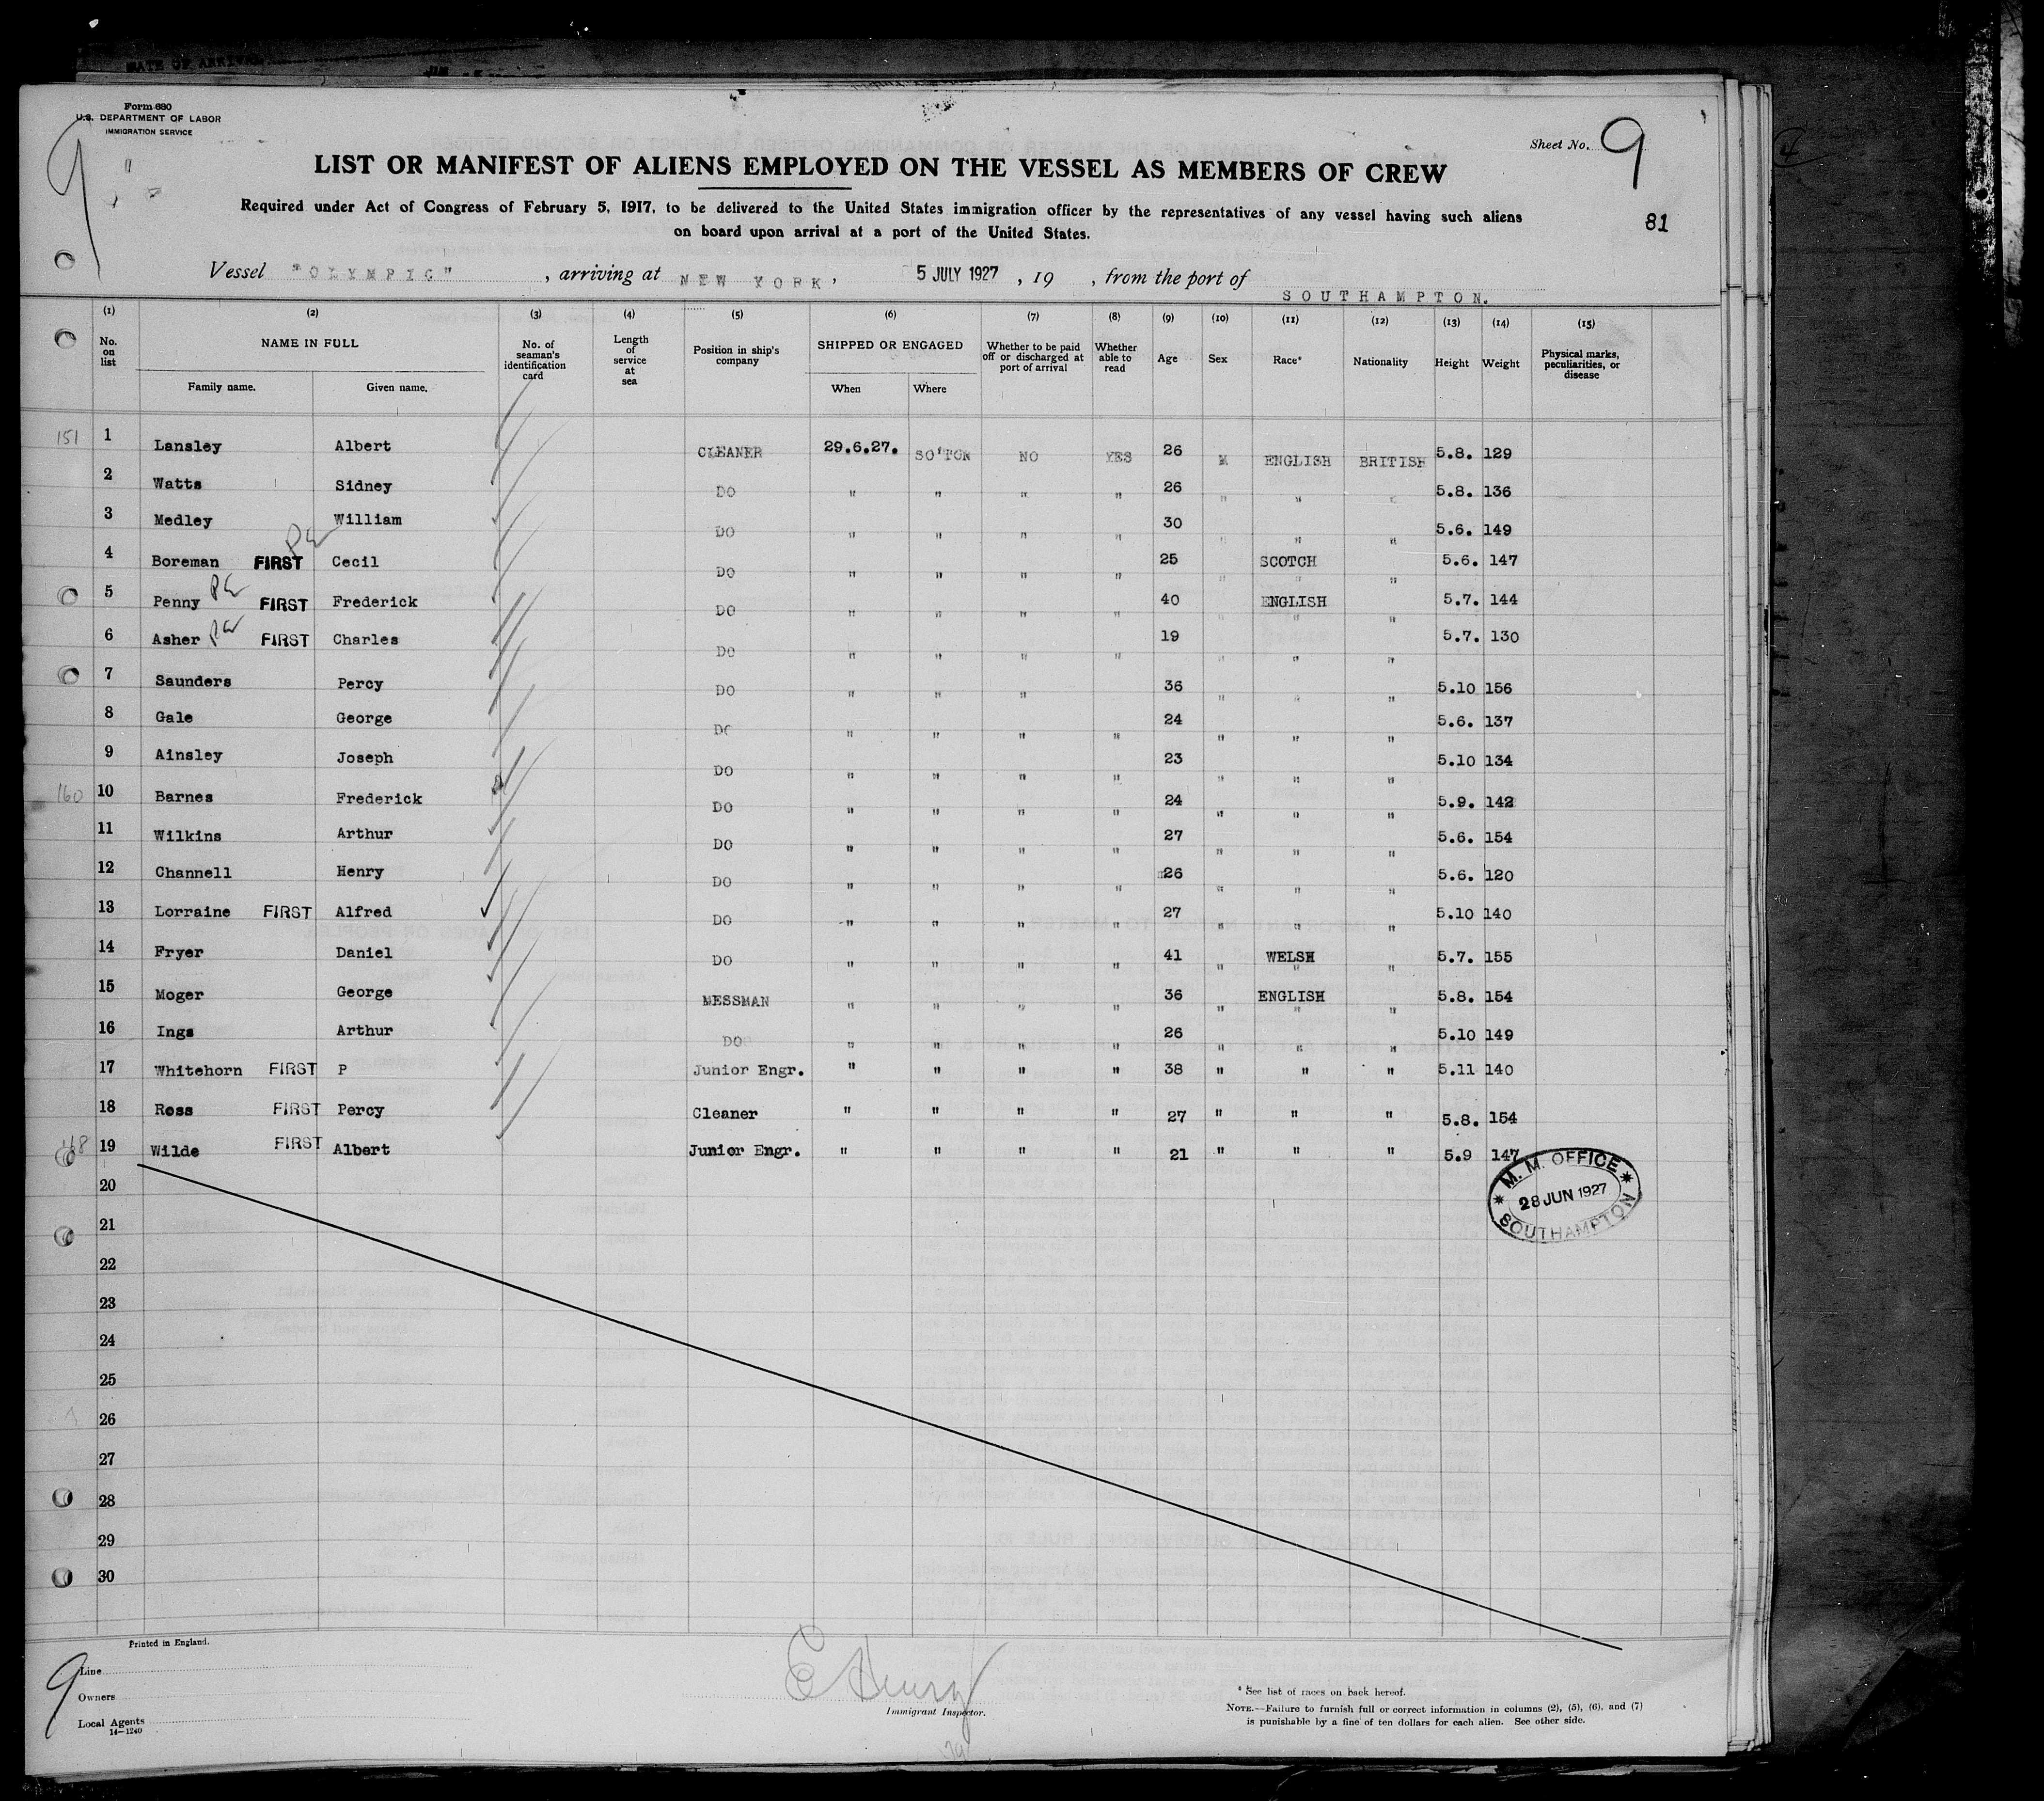 DATE OF ARRIVAL
Form 680
U.S. DEPARTMENT OF LABOR
IMMIGRATION SERVICE
9
Sheet No. 9
LIST OR MANIFEST OF ALIENS EMPLOYED ON THE VESSEL AS MEMBERS OF CREW
Required under Act of Congress of February 5, 1917, to be delivered to the United States immigration officer by the representatives of any vessel having such aliens
on board upon arrival at a port of the United States.
81
Vessel "OLYMPIC", arriving at NEW YORK, 5 JULY 1927, 19 , from the port of SOUTHAMPTON.
(1) (2) (3) (4) (5) (6) (7) (8) (9) (10) (11) (12) (13) (14) (15)
No. on list NAME IN FULL No. of seaman's identification card Length of service at sea Position in ship's company SHIPPED OR ENGAGED Whether to be paid off or discharged at port of arrival Whether able to read Age Sex Race* Nationality Height Weight Physical marks, peculiarities, or disease
Family name. Given name. When Where
151 1 Lansley Albert CLEANER 29.6.27. SO'TON NO YES 26 M ENGLISH BRITISH 5.8. 129
2 Watts Sidney DO " " " " 26 " " " 5.8. 136
3 Medley William DO " " " " 30 " " " 5.6. 149
4 Boreman FIRST Cecil DO " " " " 25 " SCOTCH " 5.6. 147
5 Penny FIRST Frederick DO " " " " 40 " ENGLISH " 5.7. 144
6 Asher FIRST Charles DO " " " " 19 " " " 5.7. 130
7 Saunders Percy DO " " " " 36 " " " 5.10 156
8 Gale George DO " " " " 24 " " " 5.6. 137
9 Ainsley Joseph DO " " " " 23 " " " 5.10 134
160 10 Barnes Frederick DO " " " " 24 " " " 5.9. 142
11 Wilkins Arthur DO " " " " 27 " " " 5.6. 154
12 Channell Henry DO " " " " 26 " " " 5.6. 120
13 Lorraine FIRST Alfred DO " " " " 27 " " " 5.10 140
14 Fryer Daniel DO " " " " 41 " WELSH " 5.7. 155
15 Moger George MESSMAN " " " " 36 " ENGLISH " 5.8. 154
16 Ings Arthur DO " " " " 26 " " " 5.10 149
17 Whitehorn FIRST P Junior Engr. " " " " 38 " " " 5.11 140
18 Ross FIRST Percy Cleaner " " " " 27 " " " 5.8. 154
19 Wilde FIRST Albert Junior Engr. " " " " 21 " " " 5.9 147
M. M. OFFICE
28 JUN 1927
SOUTHAMPTON
20
21
22
23
24
25
26
27
28
29
30
Printed in England.
9
Line
Owners
Local Agents
14—1240
E Henry
Immigrant Inspector.
* See list of races on back hereof.
NOTE.—Failure to furnish full or correct information in columns (2), (5), (6), and (7)
is punishable by a fine of ten dollars for each alien. See other side.